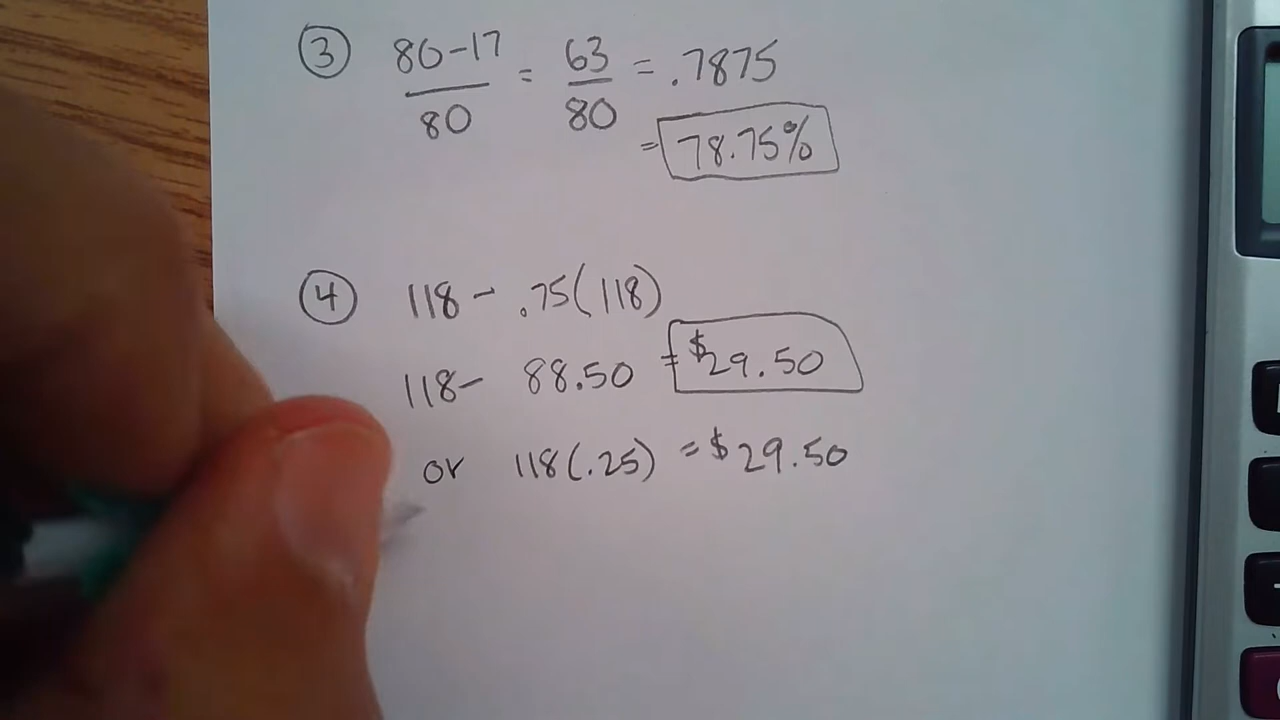 ③ 80-17/80 = 63/80 = .7875
= 78.75%
④ 118 - .75(118)
118 - 88.50 = $29.50
or 118(.25) = $29.50